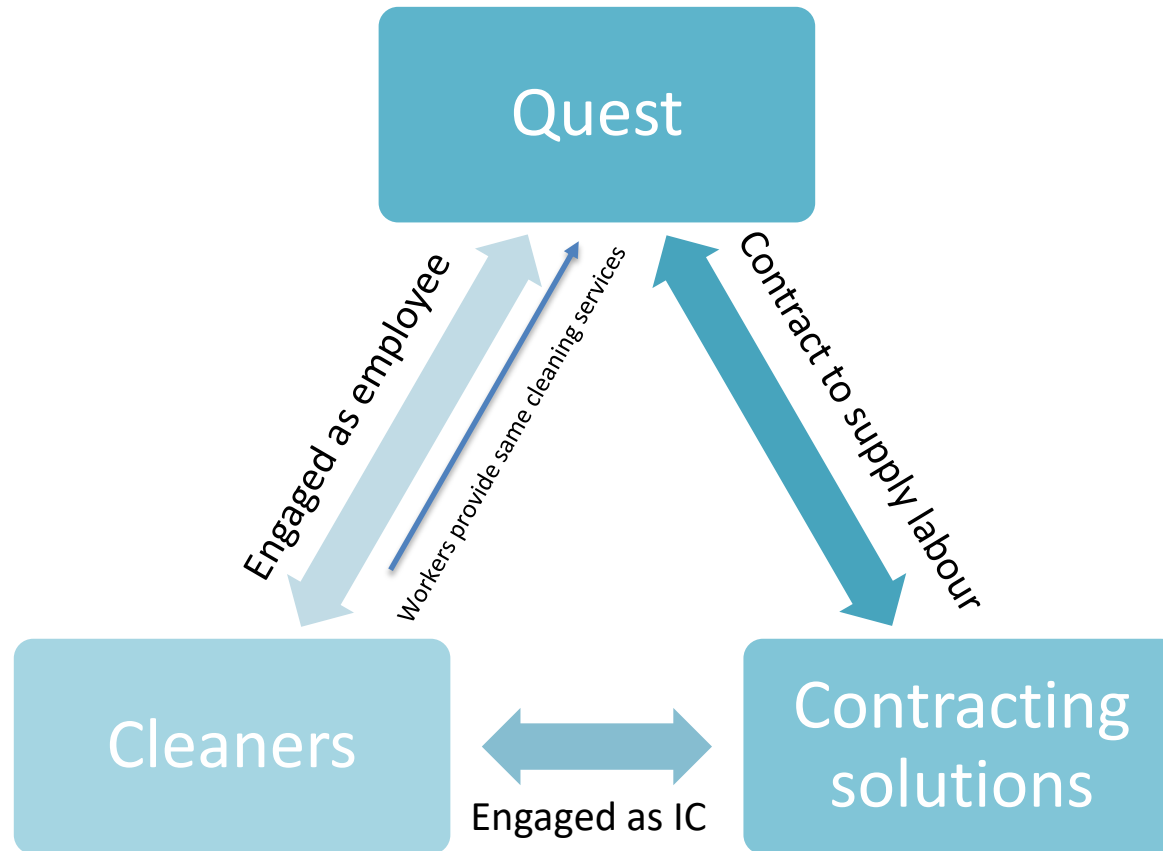 Quest
Engaged as employee
Workers provide same cleaning services
Contract to supply labour
Cleaners
Engaged as IC
Contracting
solutions